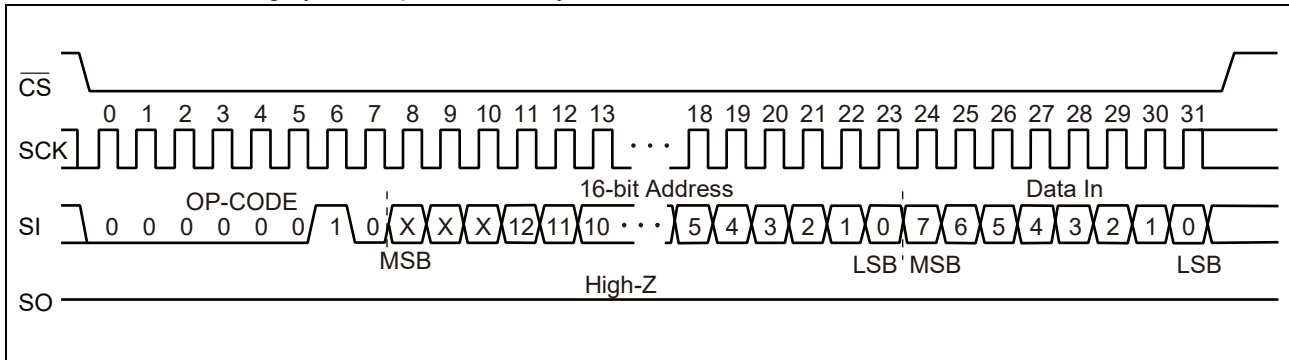 CS
0 1 2 3 4 5 6 7 8 9 10 11 12 13 18 19 20 21 22 23 24 25 26 27 28 29 30 31
SCK ···
OP-CODE 16-bit Address Data In
SI 0 0 0 0 0 0 1 0 X X X 12 11 10 ··· 5 4 3 2 1 0 7 6 5 4 3 2 1 0
MSB LSB MSB LSB
High-Z
SO